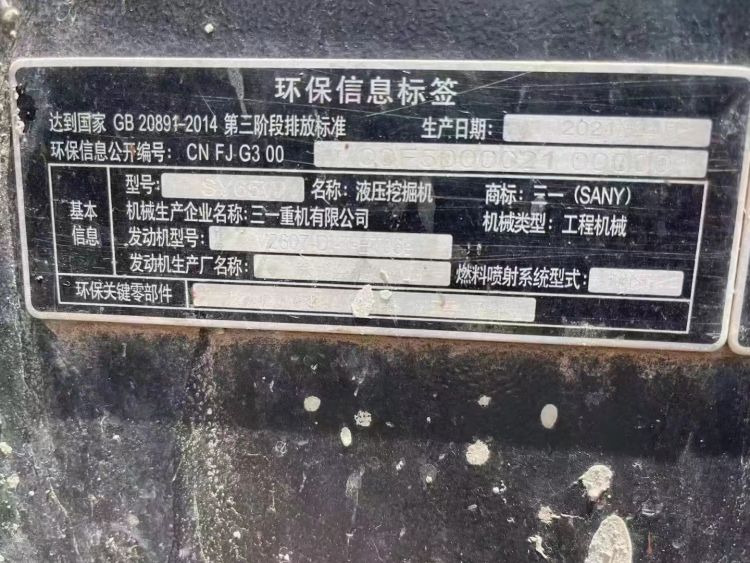 环保信息标签
达到国家 GB 20891-2014 第三阶段排放标准 生产日期: 2021
环保信息公开编号: CN FJ G3 00
型号: 名称: 液压挖掘机 商标: 三一 (SANY)
基本信息
机械生产企业名称: 三一重机有限公司 机械类型: 工程机械
发动机型号:
发动机生产厂名称: 燃料喷射系统型式:
环保关键零部件